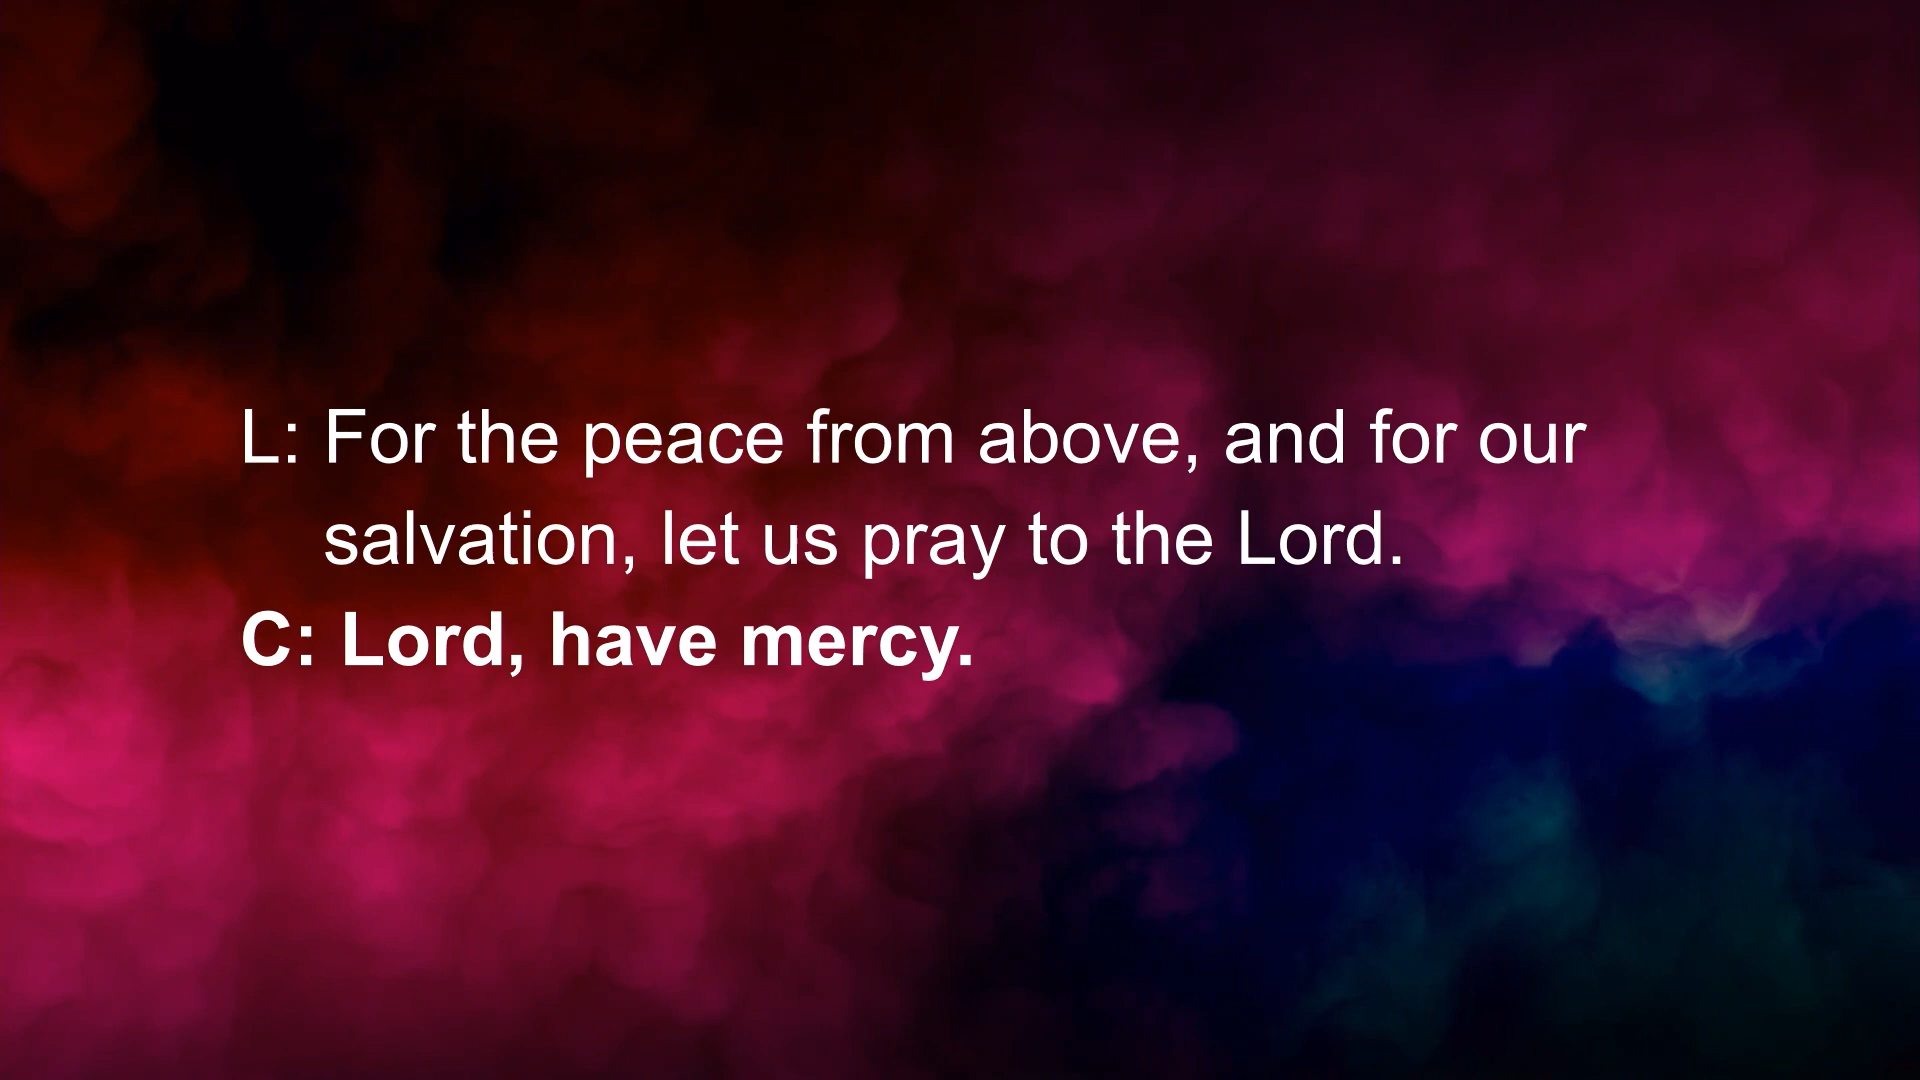 L: For the peace from above, and for our
salvation, let us pray to the Lord.
C: Lord, have mercy.